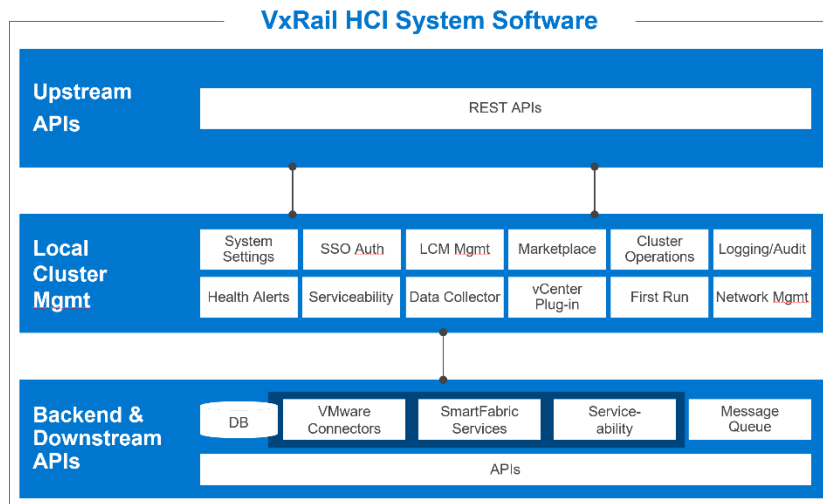 VxRail HCI System Software
Upstream
APIs
REST APIs
Local
Cluster
Mgmt
System
Settings
SSO Auth
LCM Mgmt
Marketplace
Cluster
Operations
Logging/Audit
Health Alerts
Serviceability
Data Collector
vCenter
Plug-in
First Run
Network Mgmt
Backend &
Downstream
APIs
DB
VMware
Connectors
SmartFabric
Services
Service-
ability
Message
Queue
APIs